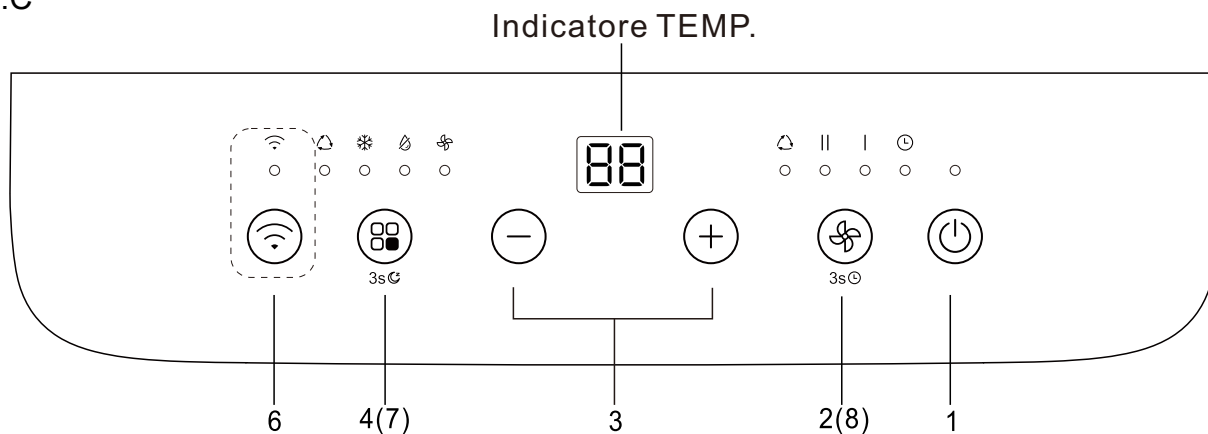 .C
Indicatore TEMP.
88
3s
3s
6
4(7)
3
2(8)
1